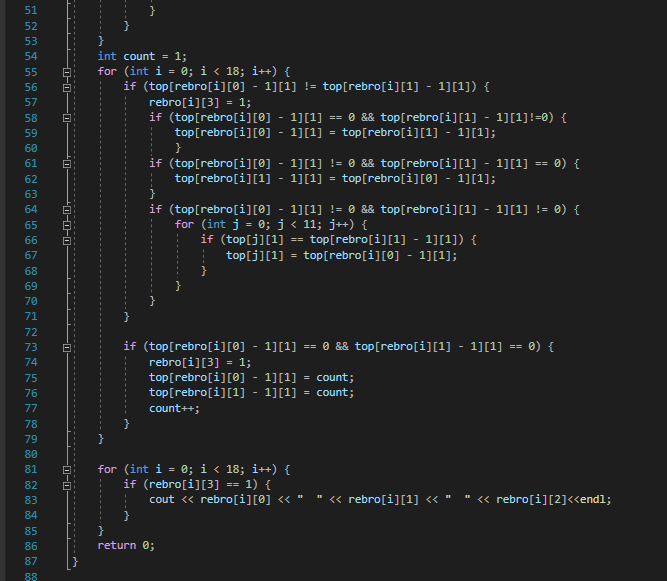 51 }
52 }
53 }
54 int count = 1;
55 for (int i = 0; i < 18; i++) {
56 if (top[rebro[i][0] - 1][1] != top[rebro[i][1] - 1][1]) {
57 rebro[i][3] = 1;
58 if (top[rebro[i][0] - 1][1] == 0 && top[rebro[i][1] - 1][1]!=0) {
59 top[rebro[i][0] - 1][1] = top[rebro[i][1] - 1][1];
60 }
61 if (top[rebro[i][0] - 1][1] != 0 && top[rebro[i][1] - 1][1] == 0) {
62 top[rebro[i][1] - 1][1] = top[rebro[i][0] - 1][1];
63 }
64 if (top[rebro[i][0] - 1][1] != 0 && top[rebro[i][1] - 1][1] != 0) {
65 for (int j = 0; j < 11; j++) {
66 if (top[j][1] == top[rebro[i][1] - 1][1]) {
67 top[j][1] = top[rebro[i][0] - 1][1];
68 }
69 }
70 }
71 }
72
73 if (top[rebro[i][0] - 1][1] == 0 && top[rebro[i][1] - 1][1] == 0) {
74 rebro[i][3] = 1;
75 top[rebro[i][0] - 1][1] = count;
76 top[rebro[i][1] - 1][1] = count;
77 count++;
78 }
79 }
80
81 for (int i = 0; i < 18; i++) {
82 if (rebro[i][3] == 1) {
83 cout << rebro[i][0] << "  " << rebro[i][1] << "  " << rebro[i][2]<<endl;
84 }
85 }
86 return 0;
87 }
88